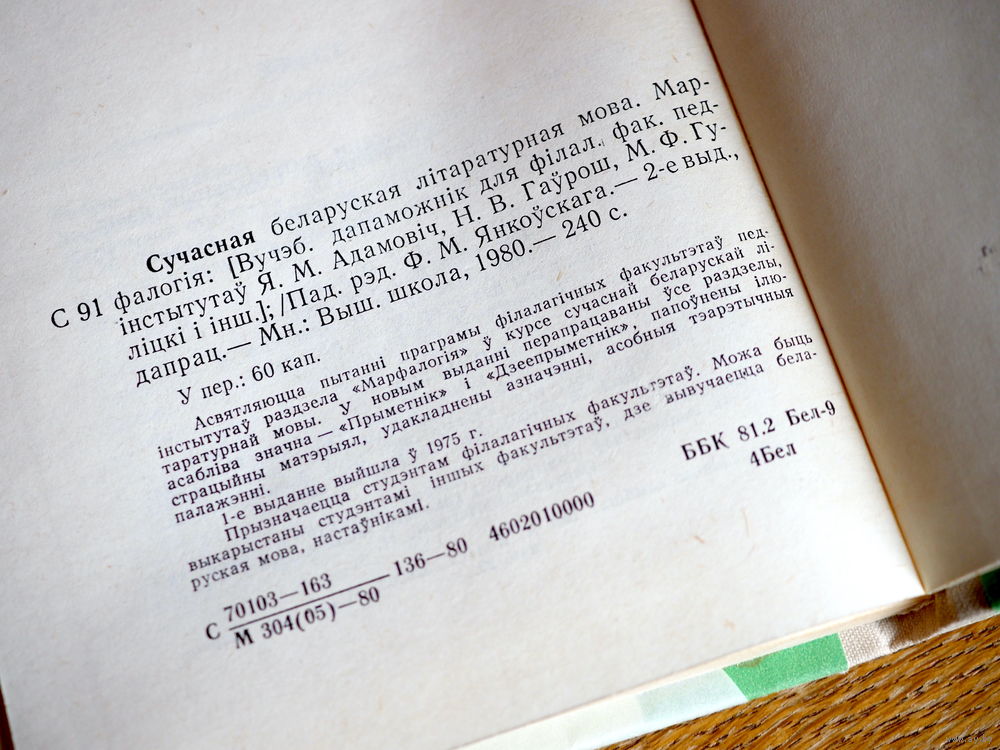 Сучасная беларуская літаратурная мова. Мар-
С 91 фалогія: [Вучэб. дапаможнік для філал. фак. пед-
інстытутаў Я. М. Адамовіч, Н. В. Гаўрош, М. Ф. Гу-
ліцкі і інш.]; /Пад. рэд. Ф. М. Янкоўскага.— 2-е выд.,
дапрац.— Мн.: Выш. школа, 1980.— 240 с.
У пер.: 60 кап.
Асвятляюцца пытанні праграмы філалагічных факультэтаў пед-
інстытутаў раздзела «Марфалогія» ў курсе сучаснай беларускай лі-
таратурнай мовы. У новым выданні перапрацаваны ўсе раздзелы,
асабліва значна — «Прыметнік» і «Дзеепрыметнік», папоўнены ілю-
страцыйны матэрыял, удакладнены азначэнні, асобныя тэарэтычныя
палажэнні.
1-е выданне выйшла ў 1975 г.
Прызначаецца студэнтам філалагічных факультэтаў. Можа быць
выкарыстаны студэнтамі іншых факультэтаў, дзе вывучаецца бела-
руская мова, настаўнікамі.
ББК 81.2 Бел-9
4Бел
70103—163
С ——— 136—80 4602010000
М 304(05)—80